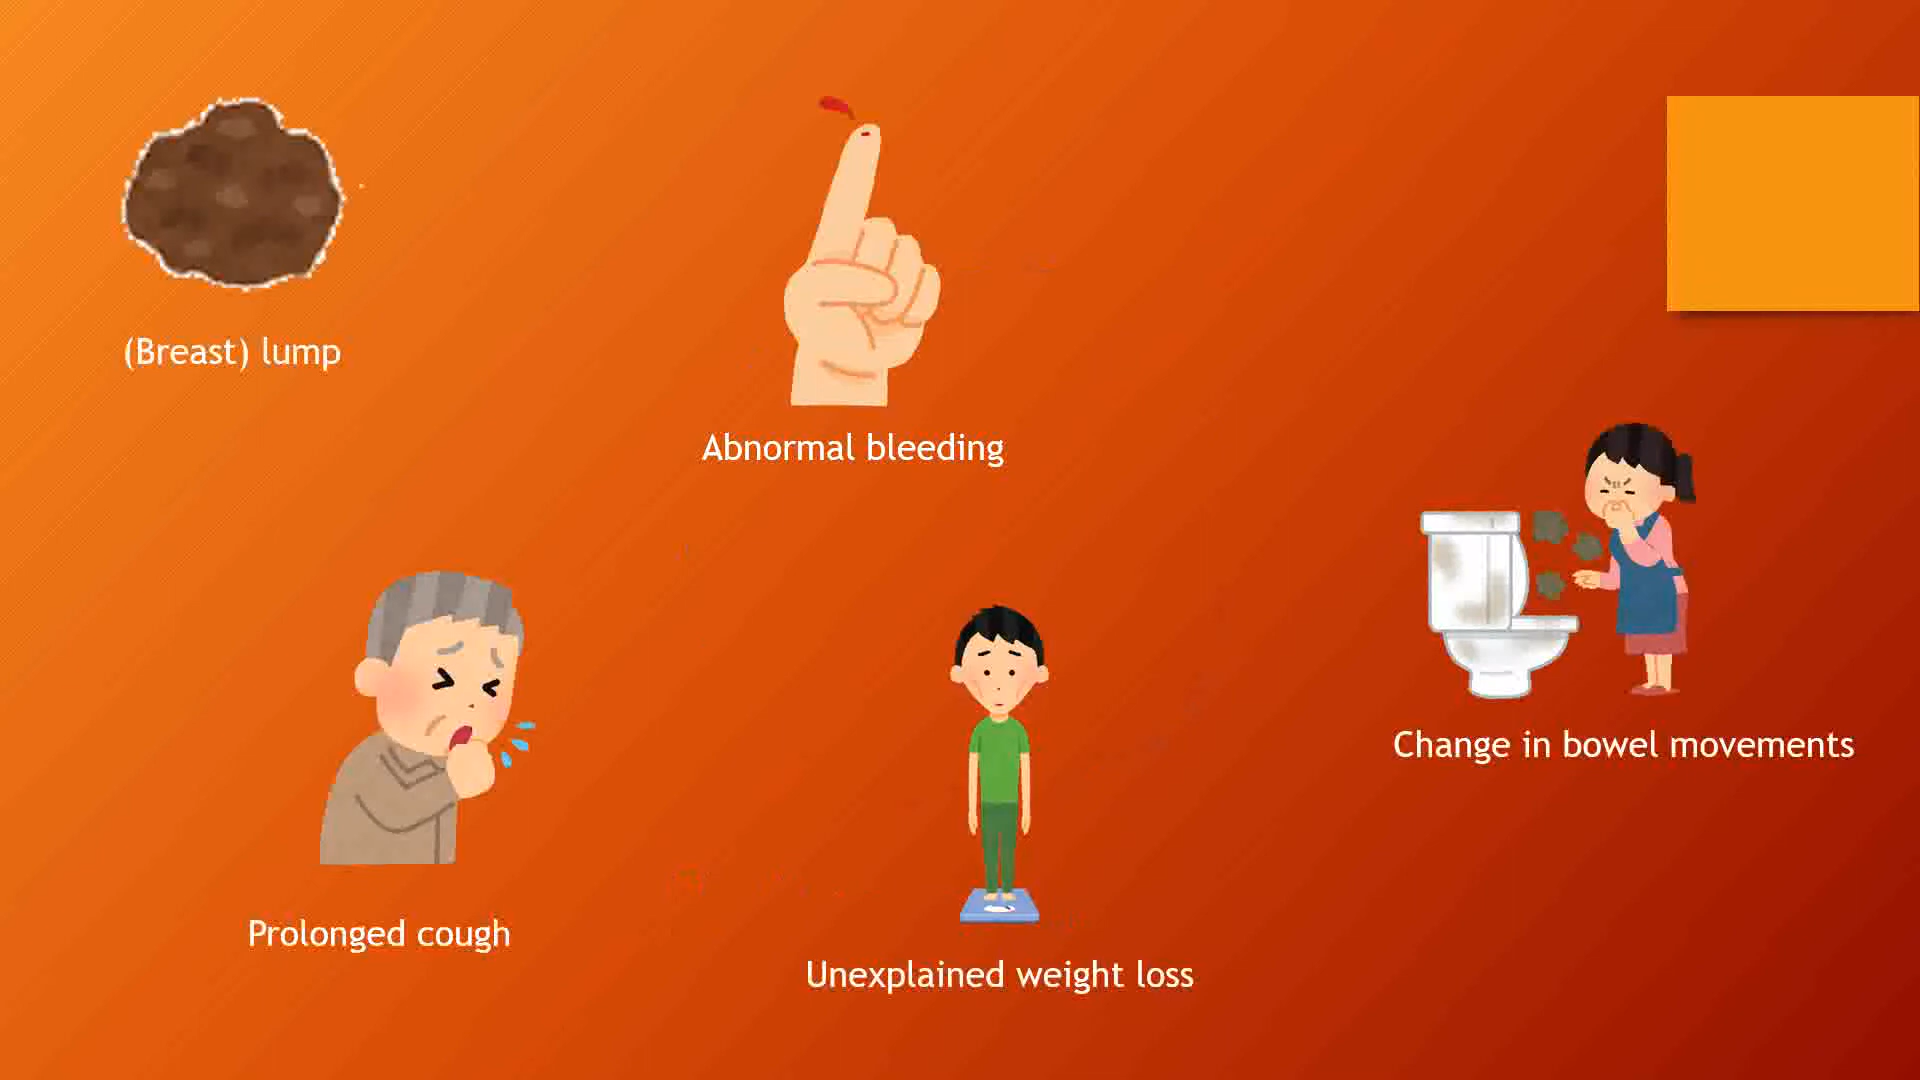 (Breast) lump
Abnormal bleeding
Change in bowel movements
Prolonged cough
Unexplained weight loss